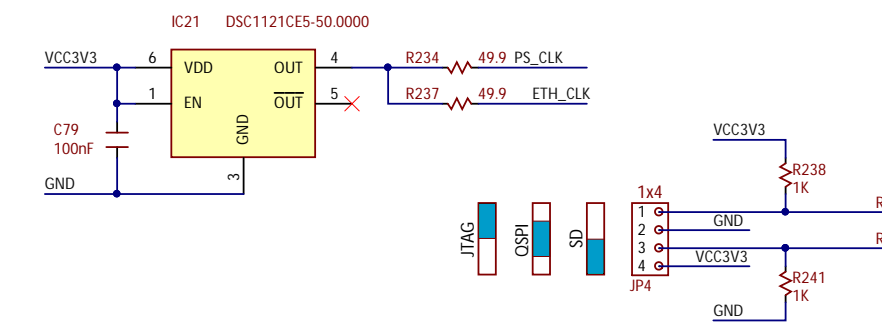 IC21 DSC1121CE5-50.0000
VCC3V3 6 VDD OUT 4 R234 49.9 PS_CLK
1 EN OUT 5 R237 49.9 ETH_CLK
GND
C79
100nF
3
GND
VCC3V3
R238
1K
JTAG
QSPI
SD
1x4
1 R
2 GND
3 R
4 VCC3V3
JP4
R241
1K
GND